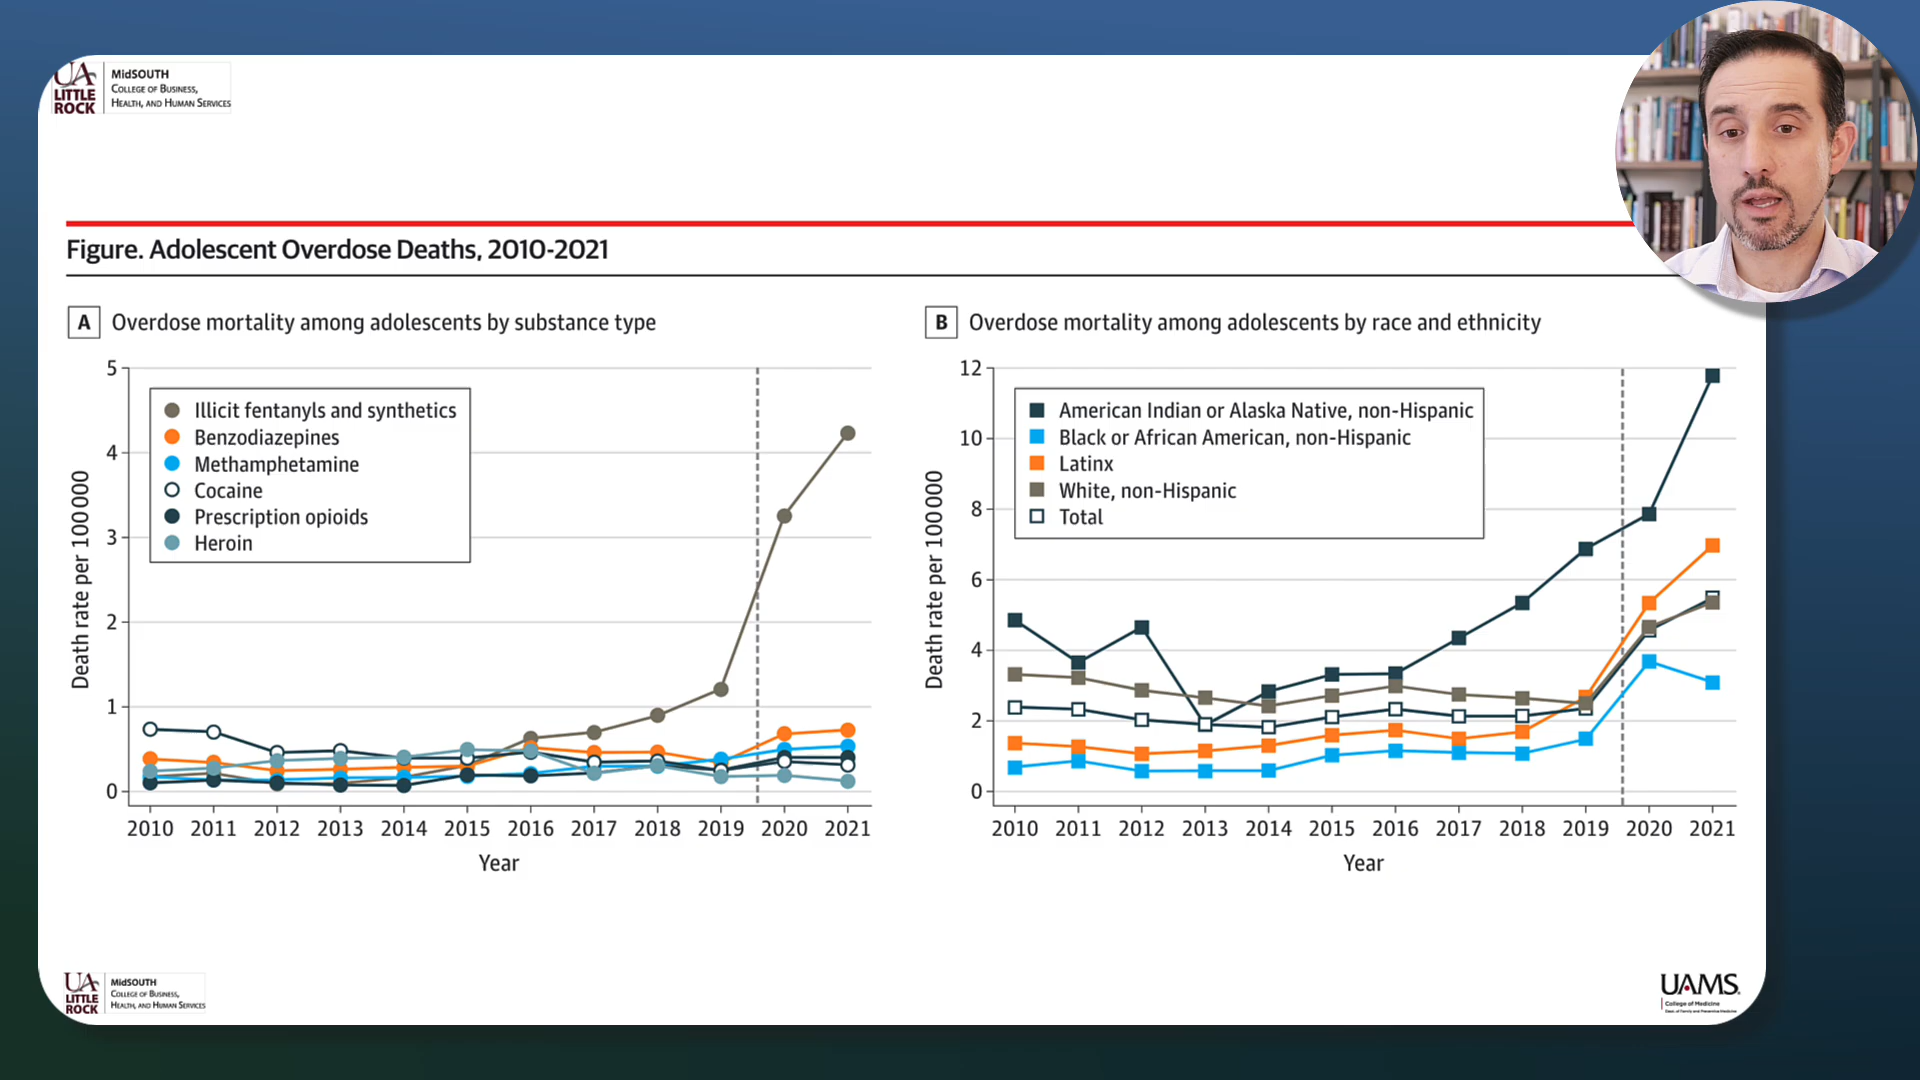 UA
LITTLE
ROCK
MidSOUTH
COLLEGE OF BUSINESS,
HEALTH, AND HUMAN SERVICES
Figure. Adolescent Overdose Deaths, 2010-2021
A Overdose mortality among adolescents by substance type
5
4
3
2
1
0
Death rate per 100 000
Illicit fentanyls and synthetics
Benzodiazepines
Methamphetamine
Cocaine
Prescription opioids
Heroin
2010 2011 2012 2013 2014 2015 2016 2017 2018 2019 2020 2021
Year
B Overdose mortality among adolescents by race and ethnicity
12
10
8
6
4
2
0
Death rate per 100 000
American Indian or Alaska Native, non-Hispanic
Black or African American, non-Hispanic
Latinx
White, non-Hispanic
Total
2010 2011 2012 2013 2014 2015 2016 2017 2018 2019 2020 2021
Year
UA
LITTLE
ROCK
MidSOUTH
COLLEGE OF BUSINESS,
HEALTH, AND HUMAN SERVICES
UAMS
College of Medicine
Dept. of Family and Preventive Medicine